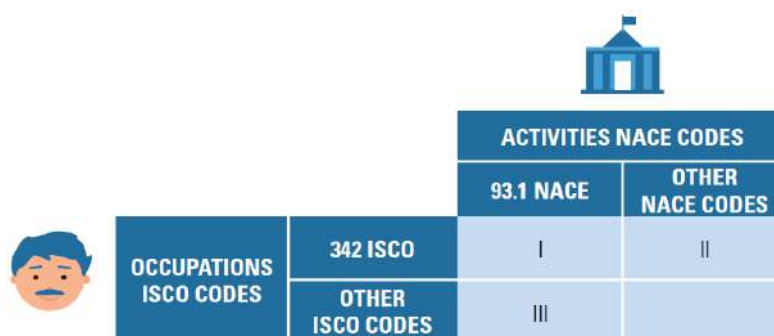 ACTIVITIES NACE CODES
93.1 NACE
OTHER
NACE CODES
OCCUPATIONS
ISCO CODES
342 ISCO
I
II
OTHER
ISCO CODES
III